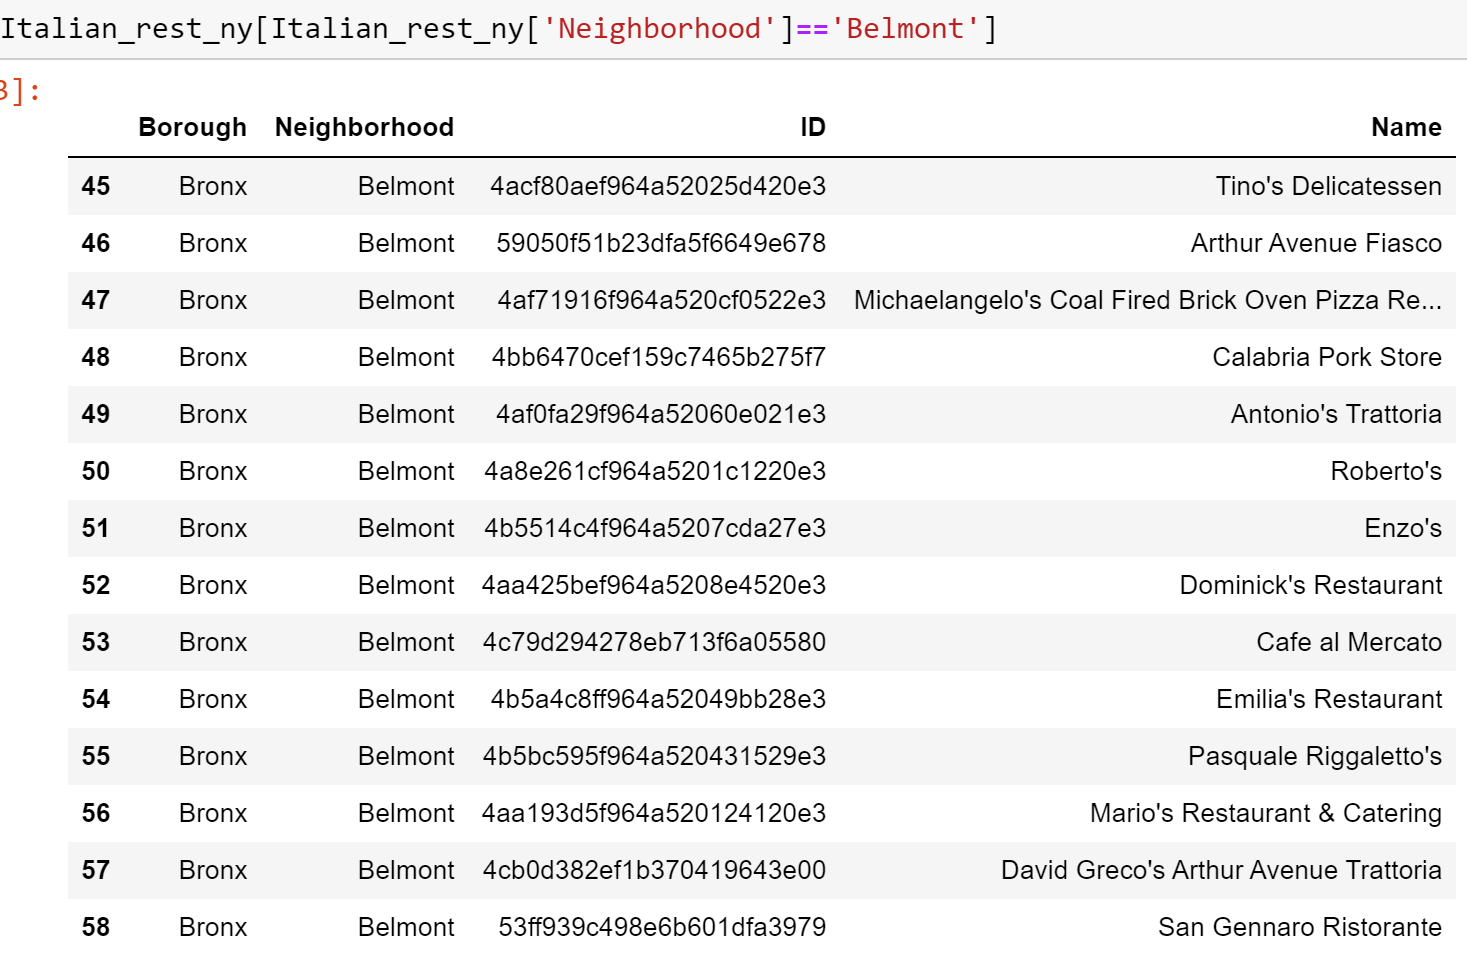 Italian_rest_ny[Italian_rest_ny['Neighborhood']=='Belmont']
3]:
Borough Neighborhood ID Name
45 Bronx Belmont 4acf80aef964a52025d420e3 Tino's Delicatessen
46 Bronx Belmont 59050f51b23dfa5f6649e678 Arthur Avenue Fiasco
47 Bronx Belmont 4af71916f964a520cf0522e3 Michaelangelo's Coal Fired Brick Oven Pizza Re...
48 Bronx Belmont 4bb6470cef159c7465b275f7 Calabria Pork Store
49 Bronx Belmont 4af0fa29f964a52060e021e3 Antonio's Trattoria
50 Bronx Belmont 4a8e261cf964a5201c1220e3 Roberto's
51 Bronx Belmont 4b5514c4f964a5207cda27e3 Enzo's
52 Bronx Belmont 4aa425bef964a5208e4520e3 Dominick's Restaurant
53 Bronx Belmont 4c79d294278eb713f6a05580 Cafe al Mercato
54 Bronx Belmont 4b5a4c8ff964a52049bb28e3 Emilia's Restaurant
55 Bronx Belmont 4b5bc595f964a520431529e3 Pasquale Riggaletto's
56 Bronx Belmont 4aa193d5f964a520124120e3 Mario's Restaurant & Catering
57 Bronx Belmont 4cb0d382ef1b370419643e00 David Greco's Arthur Avenue Trattoria
58 Bronx Belmont 53ff939c498e6b601dfa3979 San Gennaro Ristorante